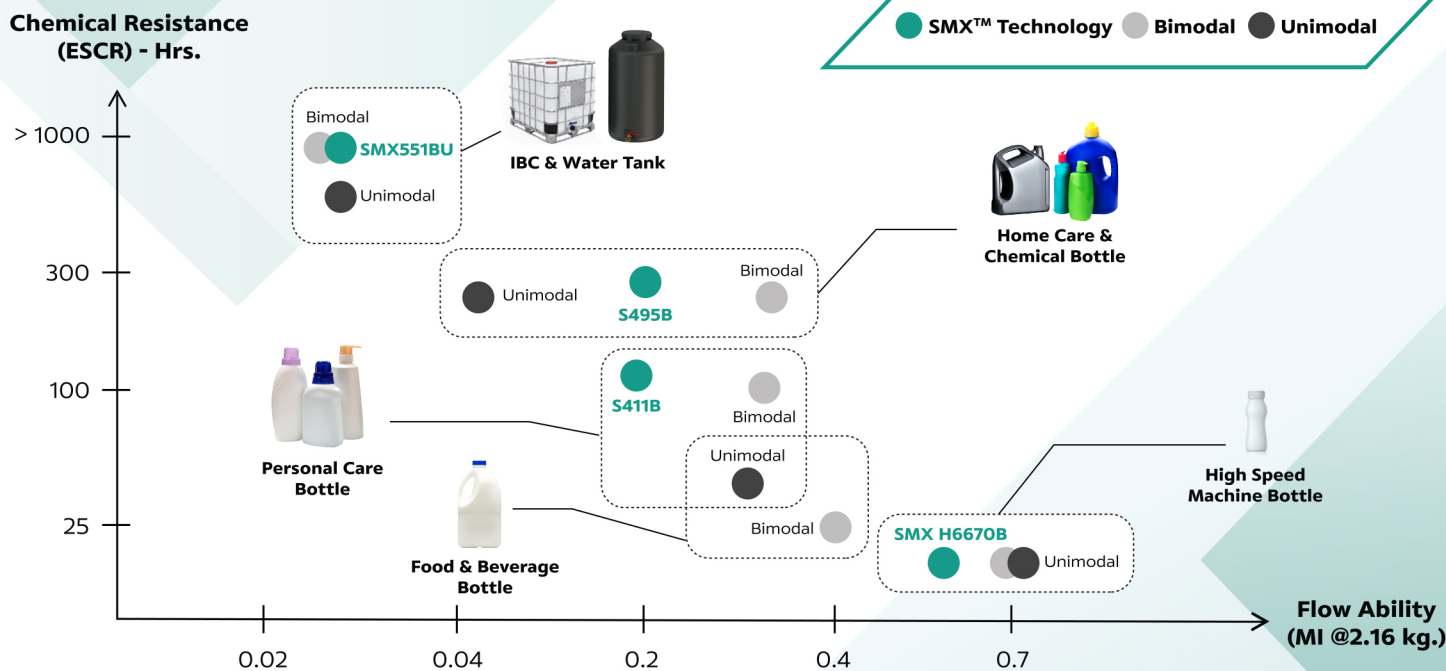 Chemical Resistance
(ESCR) - Hrs.
SMX™ Technology
Bimodal
Unimodal
> 1000
300
100
25
Bimodal
SMX551BU
Unimodal
IBC & Water Tank
Home Care &
Chemical Bottle
Unimodal
S495B
Bimodal
Personal Care
Bottle
S411B
Bimodal
Unimodal
Bimodal
Food & Beverage
Bottle
High Speed
Machine Bottle
SMX H6670B
Unimodal
Flow Ability
(MI @2.16 kg.)
0.02
0.04
0.2
0.4
0.7